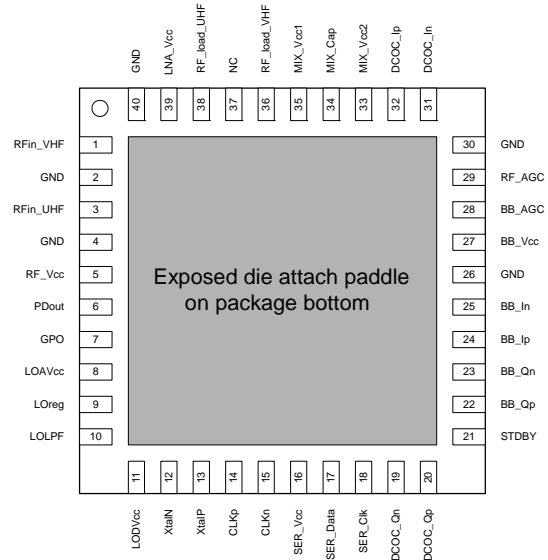 GND
LNA_Vcc
RF_load_UHF
NC
RF_load_VHF
MIX_Vcc1
MIX_Cap
MIX_Vcc2
DCOC_Ip
DCOC_In
40
39
38
37
36
35
34
33
32
31
RFin_VHF 1
GND 2
RFin_UHF 3
GND 4
RF_Vcc 5
PDout 6
GPO 7
LOAVcc 8
LOreg 9
LOLPF 10
Exposed die attach paddle
on package bottom
30 GND
29 RF_AGC
28 BB_AGC
27 BB_Vcc
26 GND
25 BB_In
24 BB_Ip
23 BB_Qn
22 BB_Qp
21 STDBY
11
12
13
14
15
16
17
18
19
20
LODVcc
XtalN
XtalP
CLKp
CLKn
SER_Vcc
SER_Data
SER_Clk
DCOC_Qn
DCOC_Qp